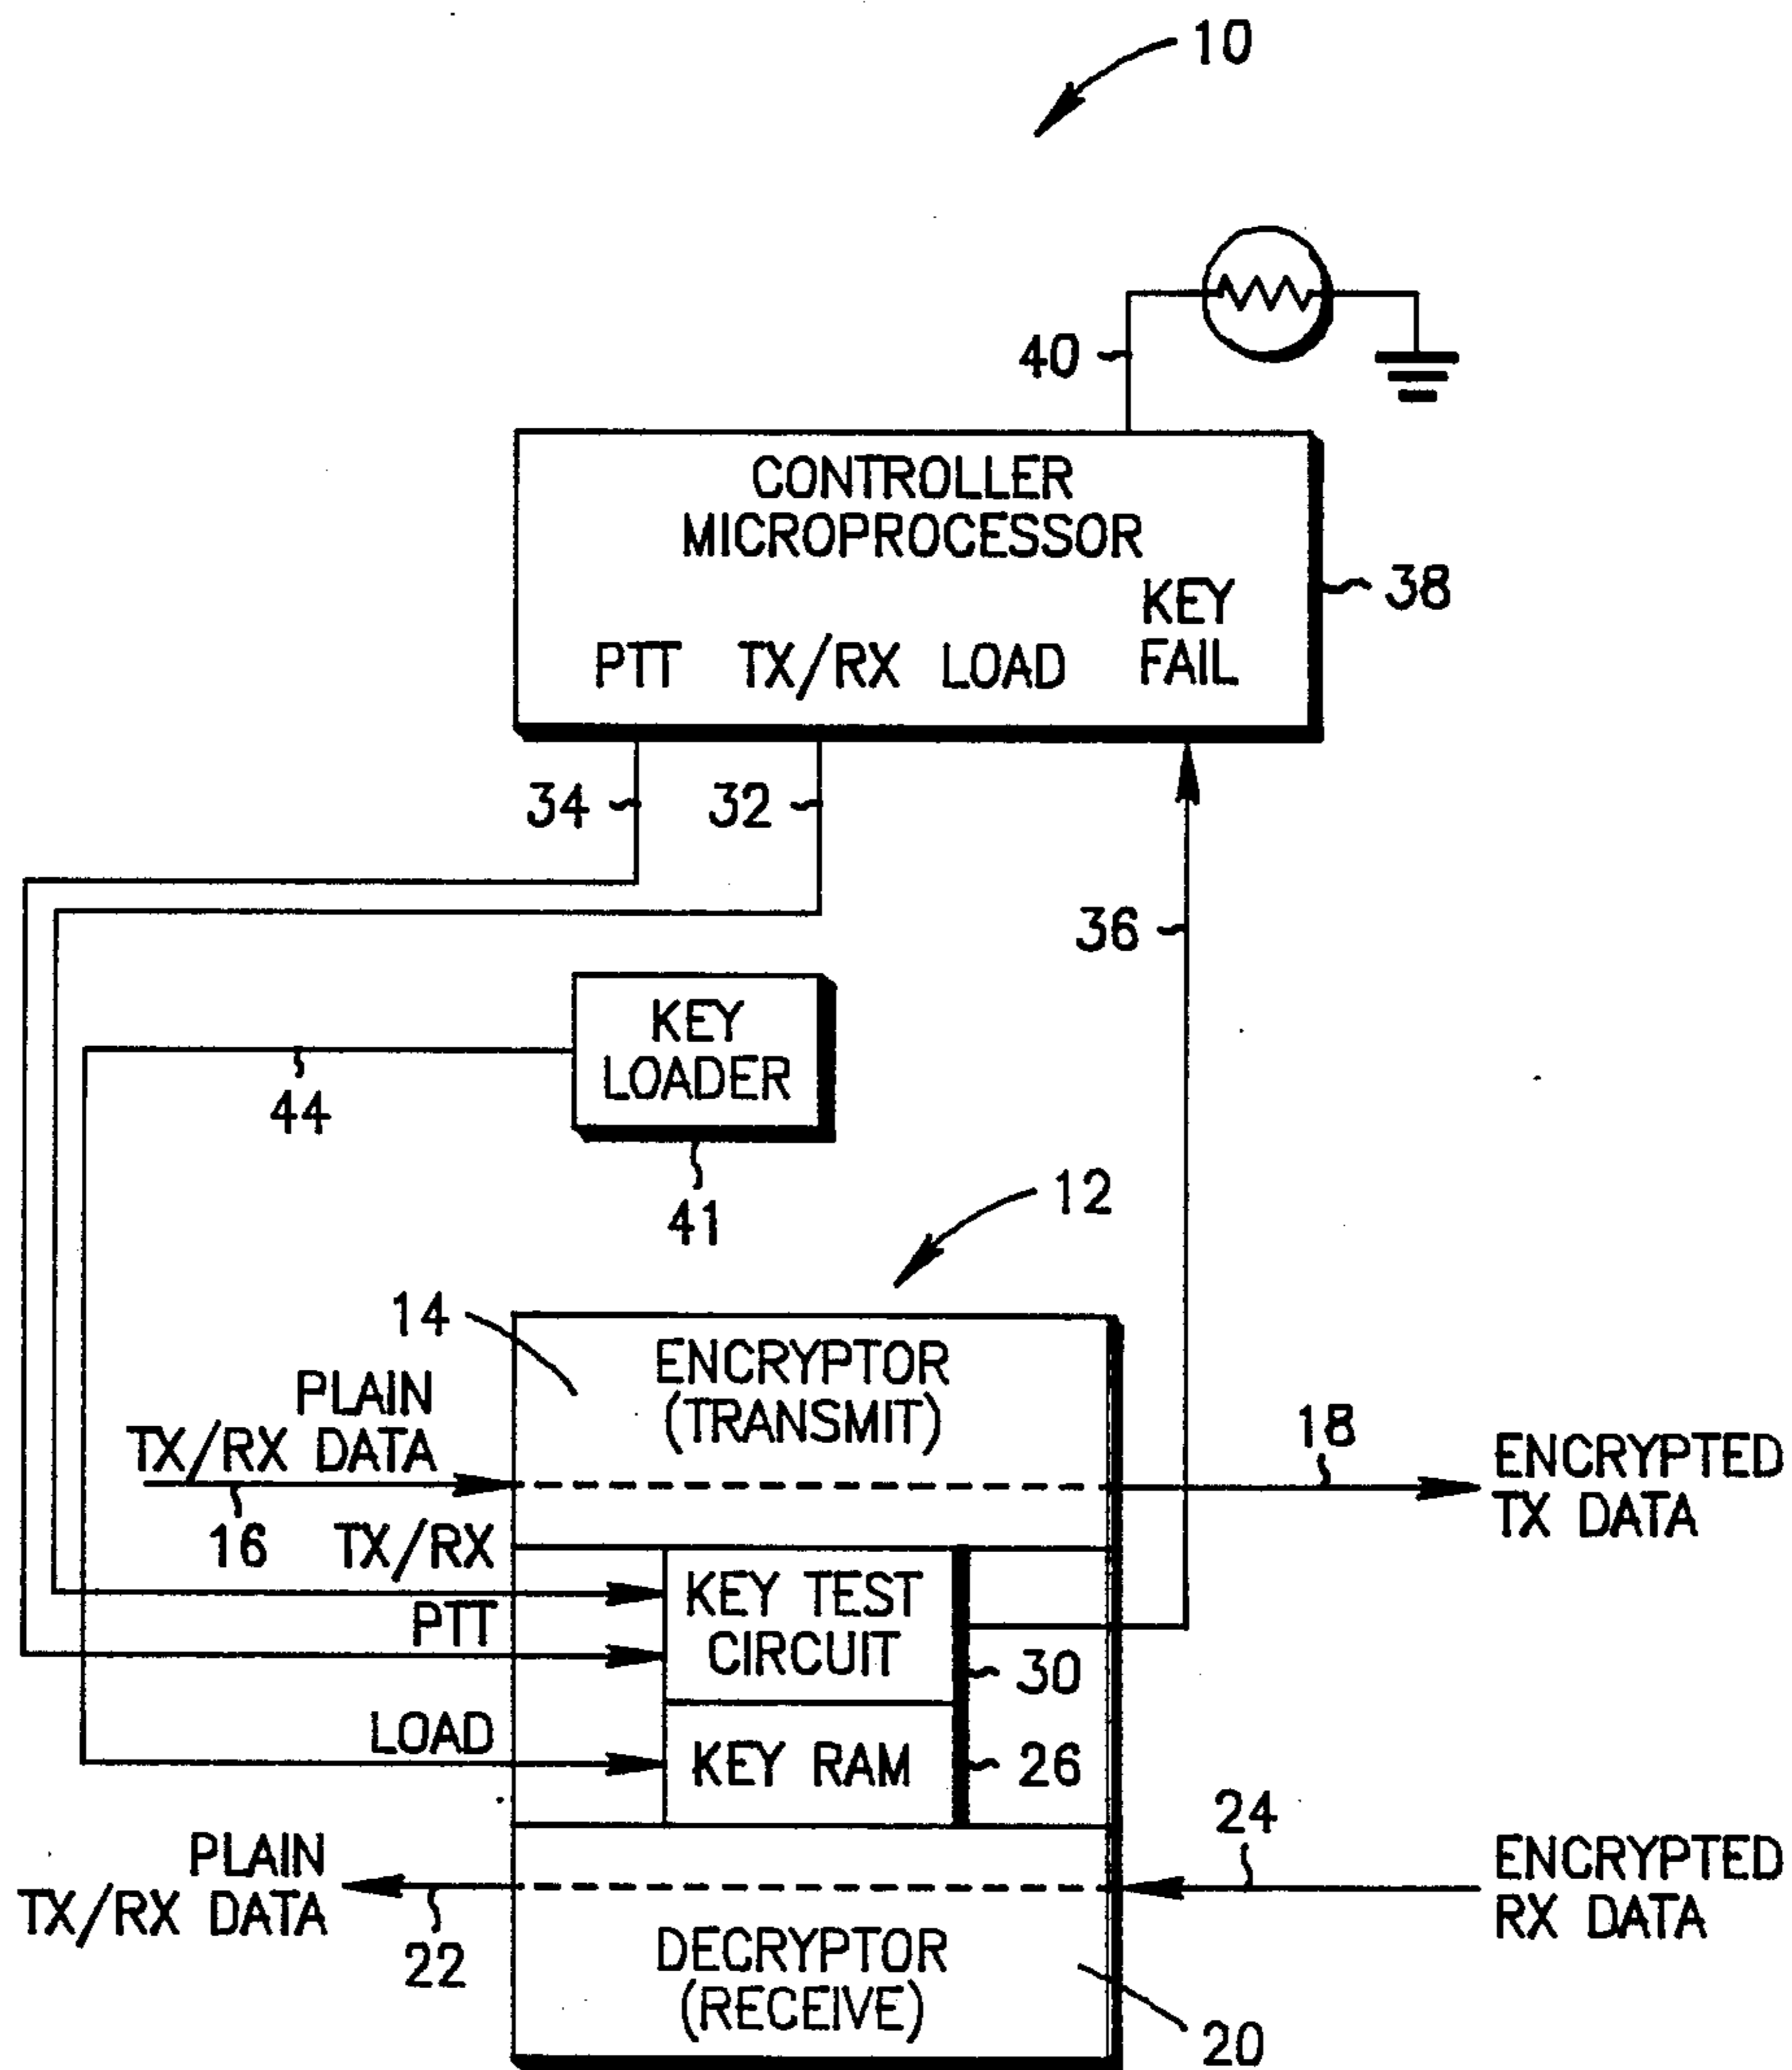 10
40
CONTROLLER
MICROPROCESSOR
38
KEY
FAIL
PTT TX/RX LOAD
34
32
36
KEY
LOADER
44
41
12
14
ENCRYPTOR
(TRANSMIT)
PLAIN
TX/RX DATA
16
18
ENCRYPTED
TX DATA
TX/RX
KEY TEST
CIRCUIT
PTT
30
LOAD
KEY RAM
26
24
PLAIN
TX/RX DATA
22
ENCRYPTED
RX DATA
DECRYPTOR
(RECEIVE)
20